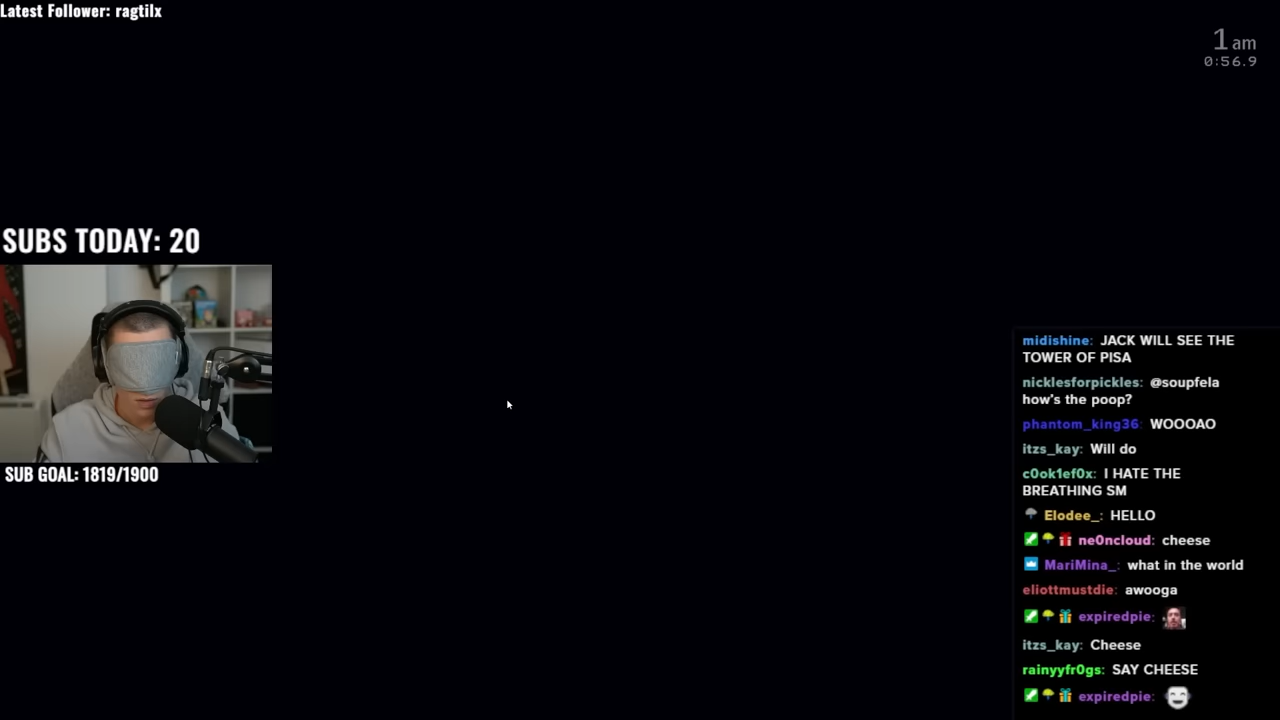 Latest Follower: ragtilx
1 am
0:56.9
SUBS TODAY: 20
SUB GOAL: 1819/1900
midishine: JACK WILL SEE THE
TOWER OF PISA
nicklesforpickles: @soupfela
how's the poop?
phantom_king36: WOOOAO
itzs_kay: Will do
c0ok1ef0x: I HATE THE
BREATHING SM
Elodee_: HELLO
ne0ncloud: cheese
MariMina_: what in the world
eliottmustdie: awooga
expiredpie:
itzs_kay: Cheese
rainyyfr0gs: SAY CHEESE
expiredpie: